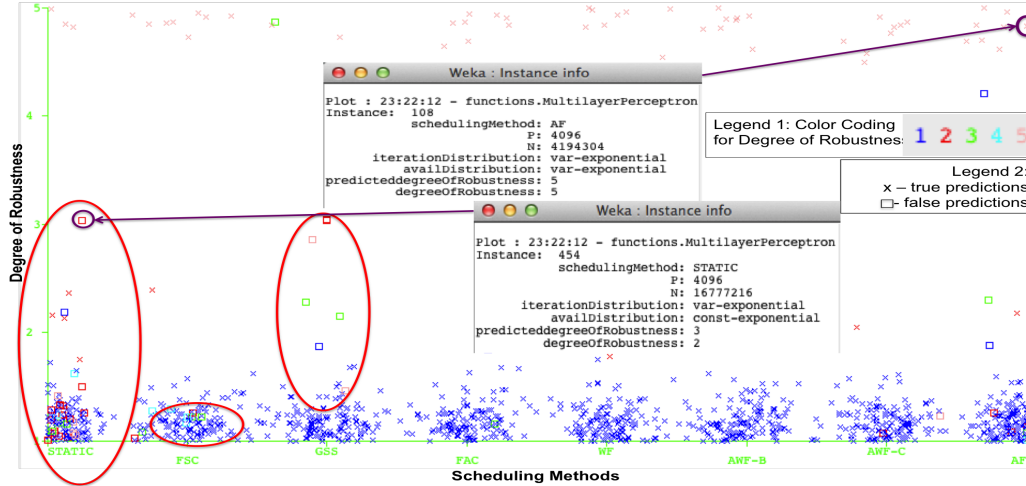 5
Weka : Instance info
Plot : 23:22:12 - functions.MultilayerPerceptron
Instance: 108
schedulingMethod: AF
P: 4096
N: 4194304
iterationDistribution: var-exponential
availDistribution: var-exponential
predicteddegreeOfRobustness: 5
degreeOfRobustness: 5
4
Legend 1: Color Coding
for Degree of Robustness
1 2 3 4 5
Legend 2:
x – true predictions
- false predictions
3
Weka : Instance info
Plot : 23:22:12 - functions.MultilayerPerceptron
Instance: 454
schedulingMethod: STATIC
P: 4096
N: 16777216
iterationDistribution: var-exponential
availDistribution: const-exponential
predicteddegreeOfRobustness: 3
degreeOfRobustness: 2
2
Degree of Robustness
STATIC
FSC
GSS
FAC
WF
AWF-B
AWF-C
AF
Scheduling Methods